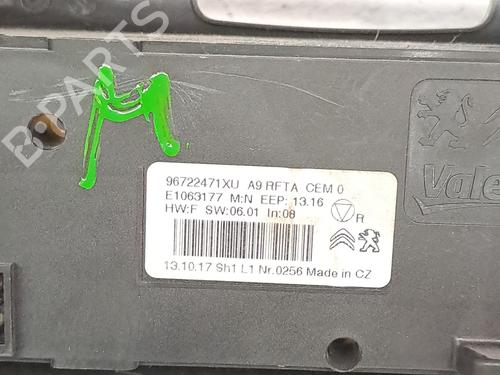 B-PARTS
M
96722471XU A9 RFTA CEM 0
E1063177 M:N EEP: 13.16
HW:F SW:06.01 In:08
R
13.10.17 Sh1 L1 Nr.0256 Made in CZ